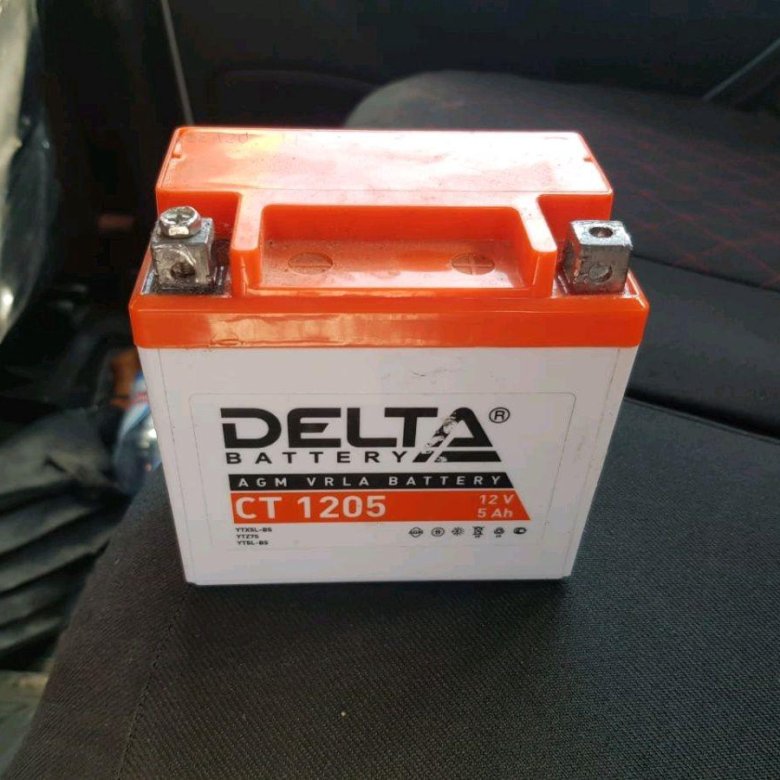 DELTA®
BATTERY
AGM VRLA BATTERY
CT 1205
12 V
5 Ah
YTX5L-BS
YTZ7S
YT5L-BS